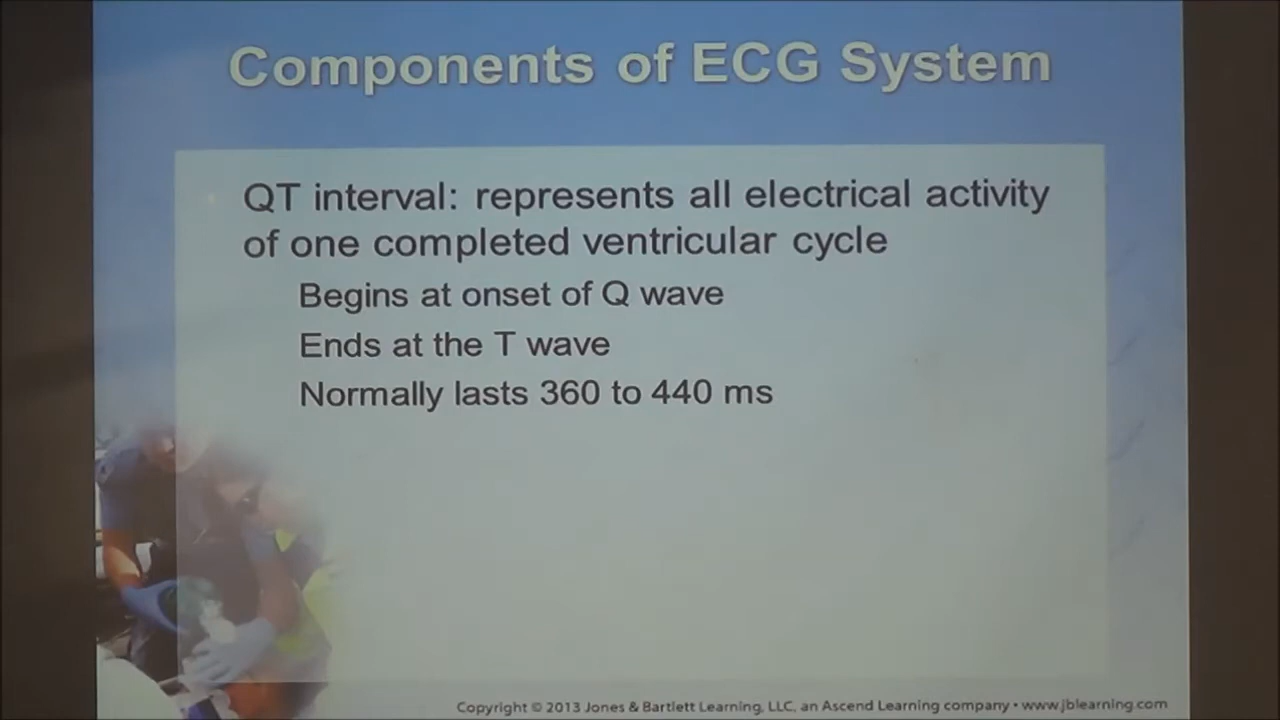 Components of ECG System
QT interval: represents all electrical activity
of one completed ventricular cycle
Begins at onset of Q wave
Ends at the T wave
Normally lasts 360 to 440 ms
Copyright © 2013 Jones & Bartlett Learning, LLC, an Ascend Learning company • www.jblearning.com